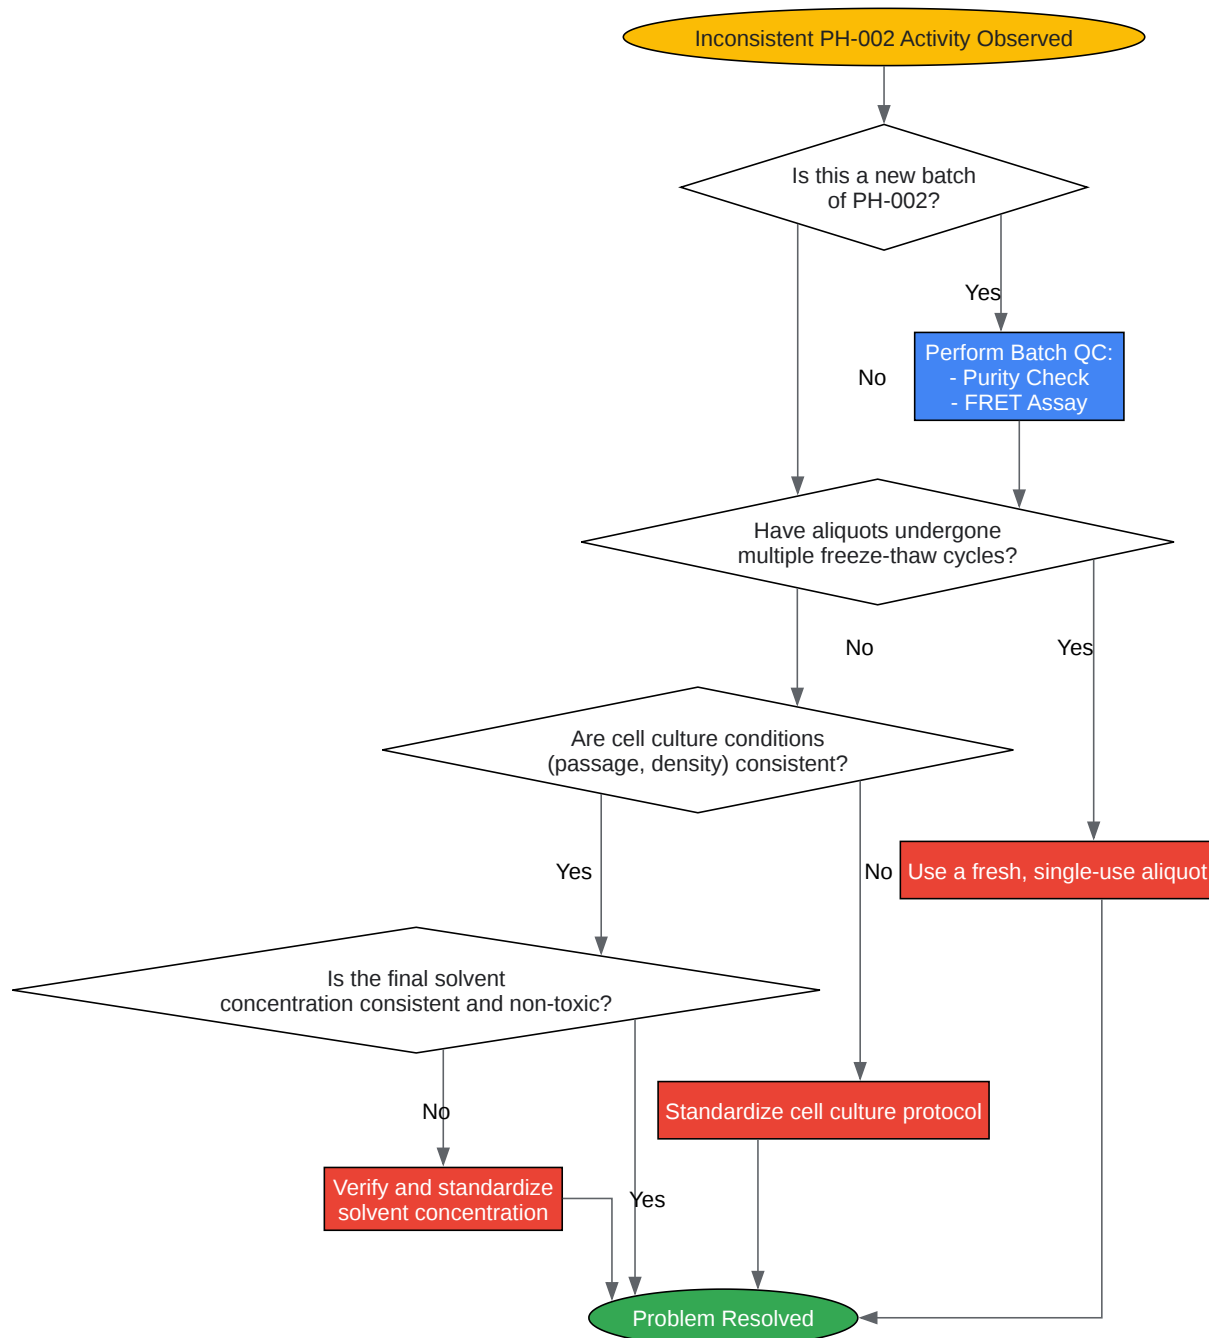 Inconsistent PH-002 Activity Observed
Is this a new batch
of PH-002?
Yes
No
Perform Batch QC:
- Purity Check
- FRET Assay
Have aliquots undergone
multiple freeze-thaw cycles?
No
Yes
Are cell culture conditions
(passage, density) consistent?
Yes
No
Use a fresh, single-use aliquot
Is the final solvent
concentration consistent and non-toxic?
No
Standardize cell culture protocol
Verify and standardize
solvent concentration
Yes
Problem Resolved